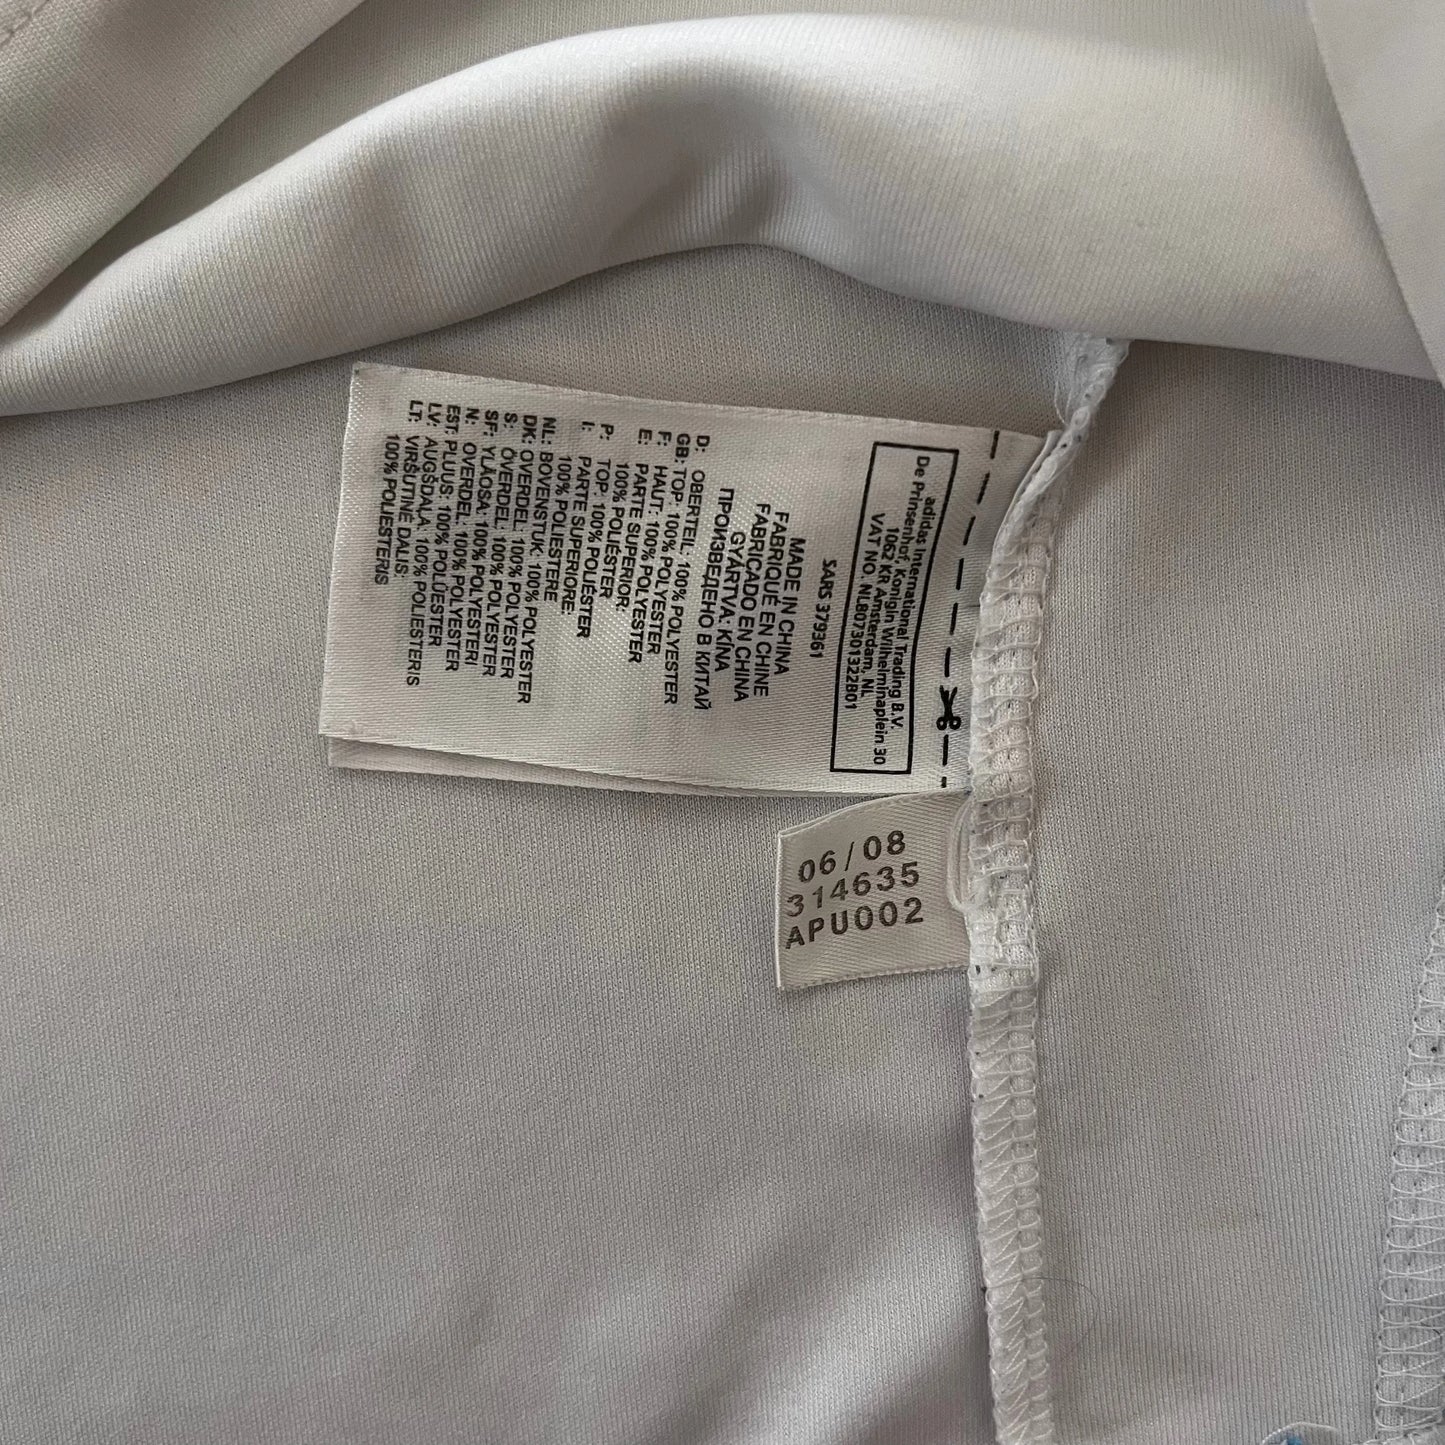 adidas International Trading B.V.
De Prinsenhof, Konigin Wilhelminaplein 30
1062 KR Amsterdam, NL
VAT NO. NL807301322B01
SARS 379361
MADE IN CHINA
FABRIQUÉ EN CHINE
FABRICADO EN CHINA
GYÁRTVA: KÍNA
ПРОИЗВЕДЕНО В КИТАЙ
D: OBERTEIL: 100% POLYESTER
GB: TOP: 100% POLYESTER
F: HAUT: 100% POLYESTER
E: PARTE SUPERIOR:
100% POLIÉSTER
P: TOP: 100% POLIÉSTER
I: PARTE SUPERIORE:
100% POLIESTERE
NL: BOVENSTUK: 100% POLYESTER
DK: OVERDEL: 100% POLYESTER
S: ÖVERDEL: 100% POLYESTER
SF: YLÄOSA: 100% POLYESTERI
N: OVERDEL: 100% POLYESTER
EST: PLUUS: 100% POLÜESTER
LV: AUGŠDAĻA: 100% POLIESTERIS
LT: VIRŠUTINĖ DALIS:
100% POLIESTERIS
06/08
314635
APU002